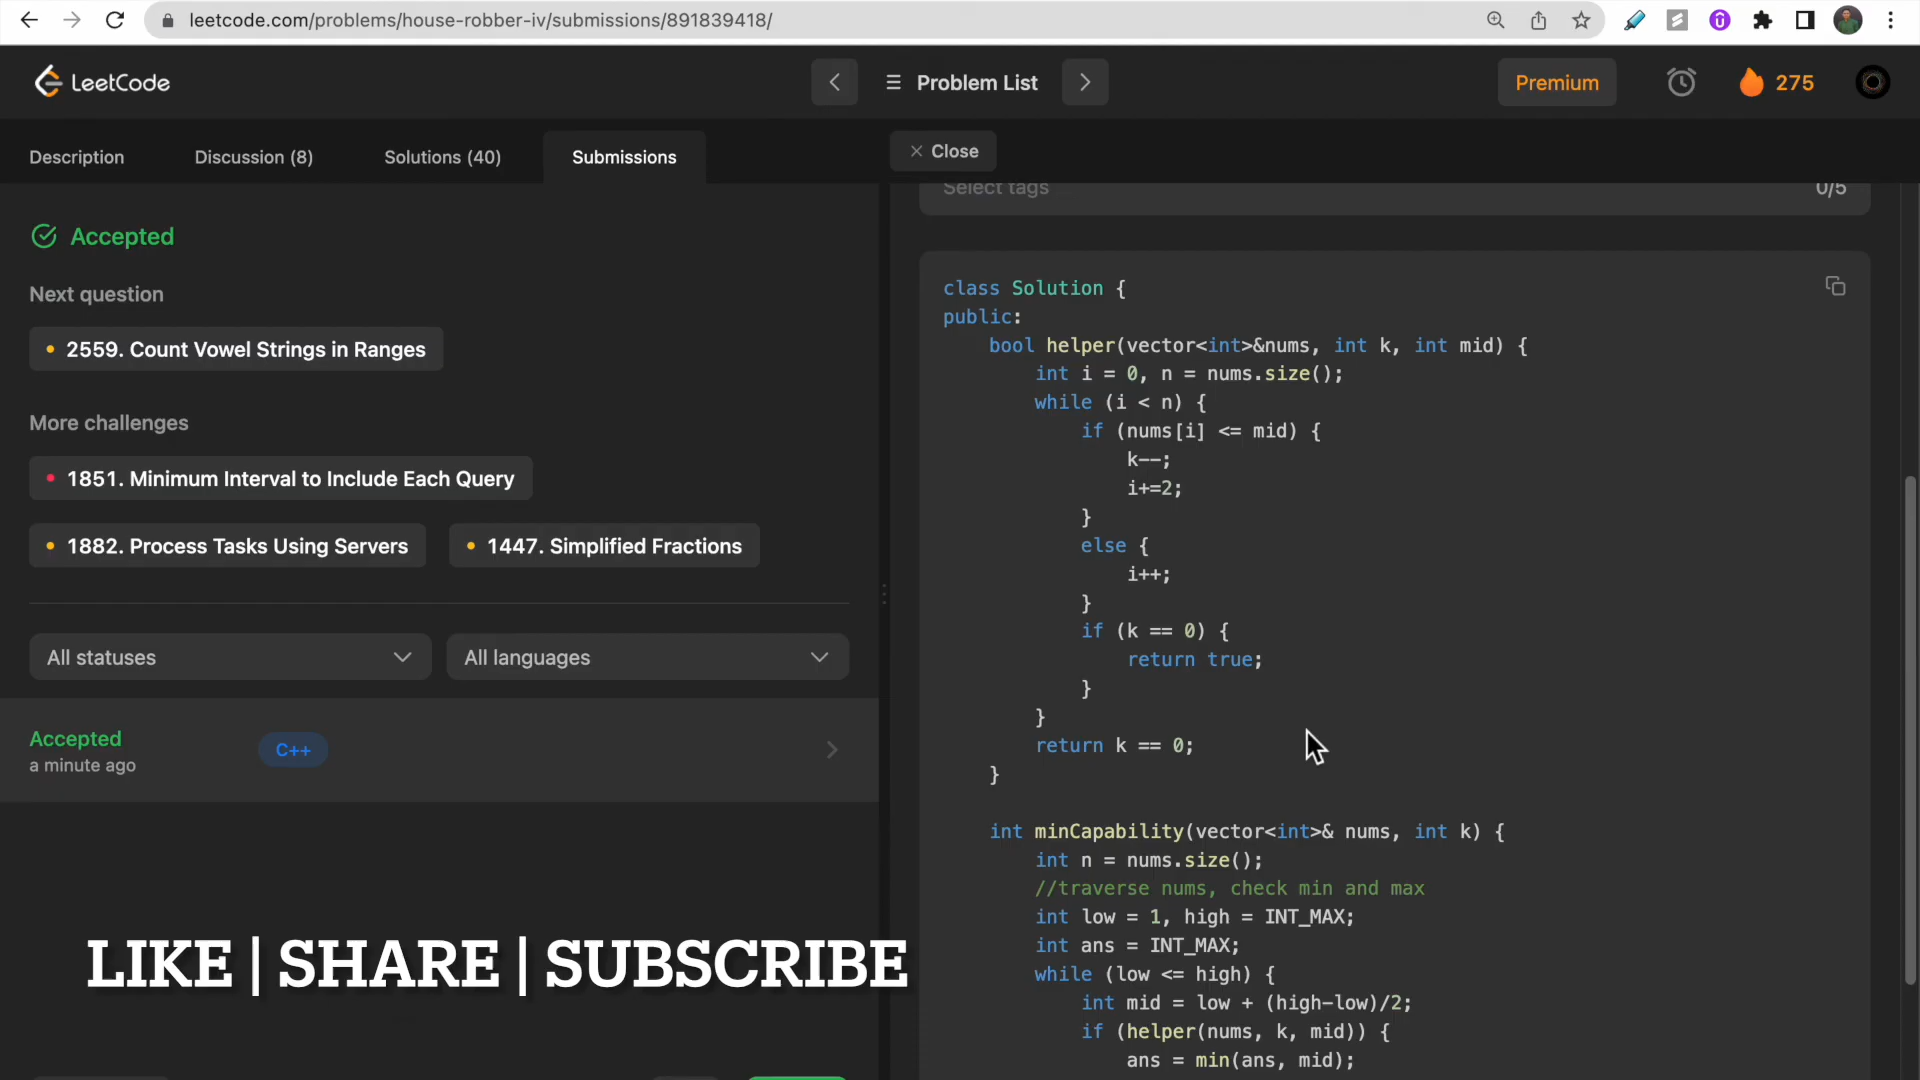 leetcode.com/problems/house-robber-iv/submissions/891839418/
LeetCode
Problem List
Premium
275
Description
Discussion (8)
Solutions (40)
Submissions
Close
Accepted
Next question
2559. Count Vowel Strings in Ranges
More challenges
1851. Minimum Interval to Include Each Query
1882. Process Tasks Using Servers
1447. Simplified Fractions
All statuses
All languages
Accepted
C++
a minute ago
LIKE | SHARE | SUBSCRIBE
Select tags
0/5
class Solution {
public:
    bool helper(vector<int>&nums, int k, int mid) {
        int i = 0, n = nums.size();
        while (i < n) {
            if (nums[i] <= mid) {
                k--;
                i+=2;
            }
            else {
                i++;
            }
            if (k == 0) {
                return true;
            }
        }
        return k == 0;
    }
    int minCapability(vector<int>& nums, int k) {
        int n = nums.size();
        //traverse nums, check min and max
        int low = 1, high = INT_MAX;
        int ans = INT_MAX;
        while (low <= high) {
            int mid = low + (high-low)/2;
            if (helper(nums, k, mid)) {
                ans = min(ans, mid);